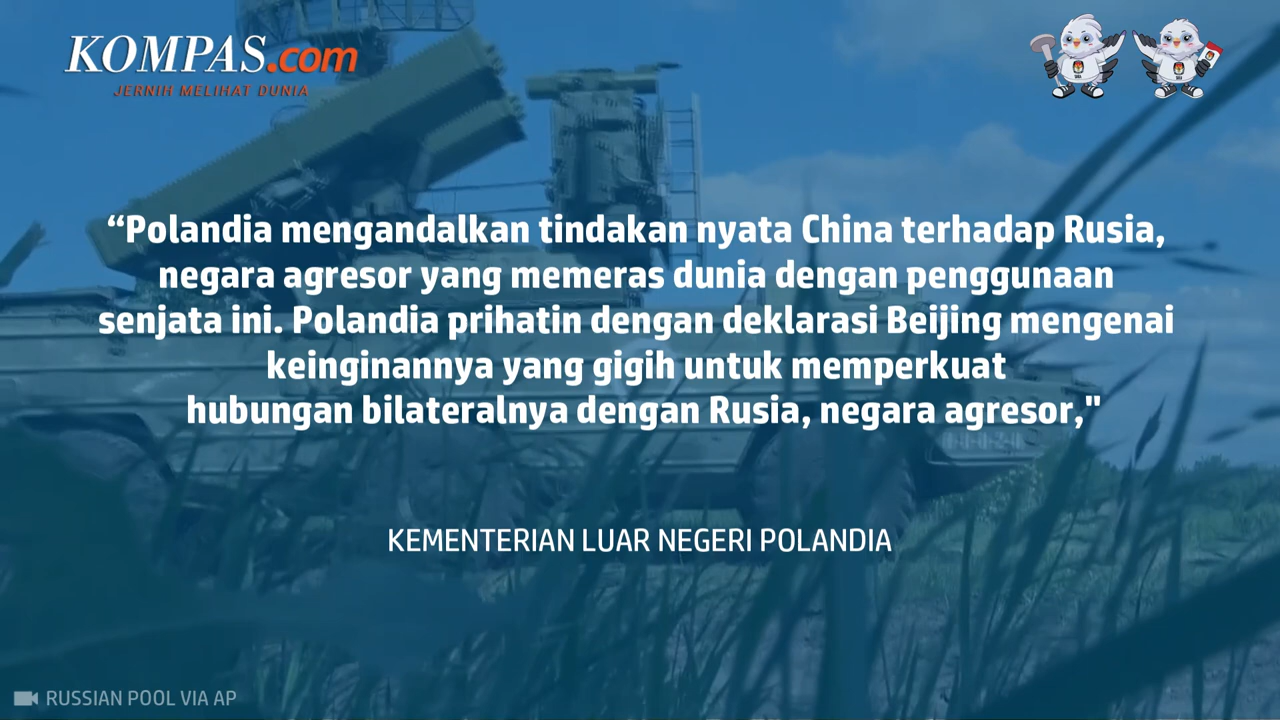 KOMPAS.com
JERNIH MELIHAT DUNIA
“Polandia mengandalkan tindakan nyata China terhadap Rusia,
negara agresor yang memeras dunia dengan penggunaan
senjata ini. Polandia prihatin dengan deklarasi Beijing mengenai
keinginannya yang gigih untuk memperkuat
hubungan bilateralnya dengan Rusia, negara agresor,"
KEMENTERIAN LUAR NEGERI POLANDIA
RUSSIAN POOL VIA AP